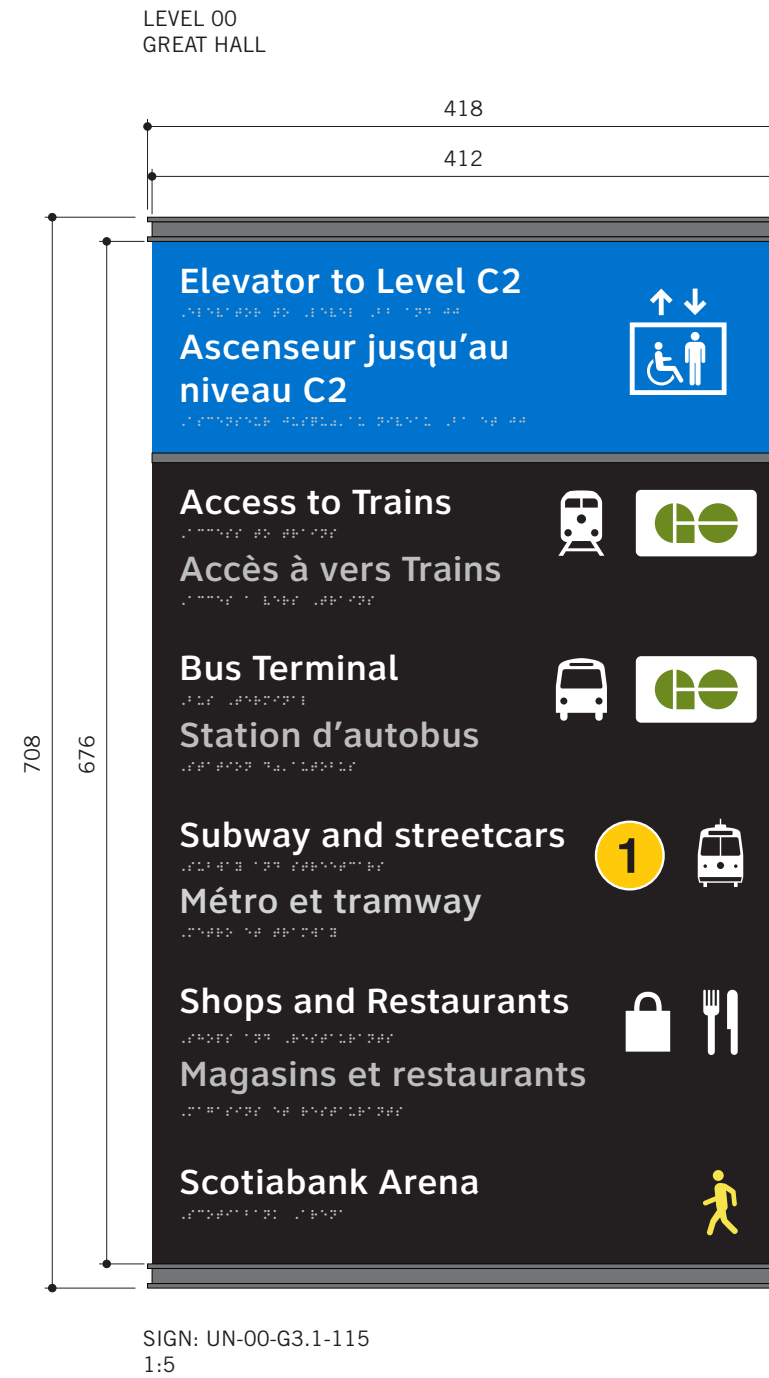 LEVEL 00
GREAT HALL
418
412
Elevator to Level C2
Ascenseur jusqu'au
niveau C2
Access to Trains
GO
Accès à vers Trains
Bus Terminal
GO
Station d'autobus
708
676
Subway and streetcars
1
Métro et tramway
Shops and Restaurants
Magasins et restaurants
Scotiabank Arena
SIGN: UN-00-G3.1-115
1:5